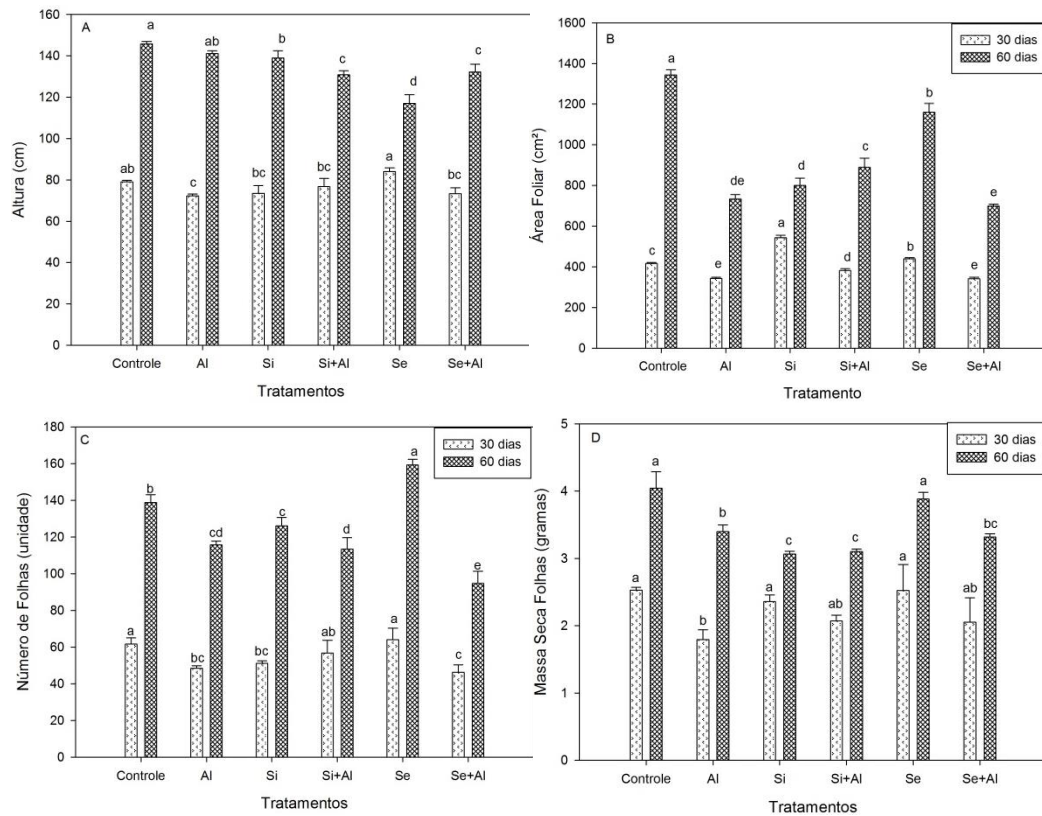 A
Altura (cm)
160
140
120
100
80
60
40
20
0
a
ab
b
c
d
c
ab
c
bc
bc
a
bc
Controle Al Si Si+Al Se Se+Al
Tratamentos
B
30 dias
60 dias
Área Foliar (cm²)
1600
1400
1200
1000
800
600
400
200
0
a
de
d
c
b
e
c
e
a
d
b
e
Controle Al Si Si+Al Se Se+Al
Tratamento
C
30 dias
60 dias
Número de Folhas (unidade)
180
160
140
120
100
80
60
40
20
0
b
cd
c
d
a
e
a
bc
bc
ab
a
c
Controle Al Si Si+Al Se Se+Al
Tratamentos
D
30 dias
60 dias
Massa Seca Folhas (gramas)
5
4
3
2
1
0
a
b
c
c
a
bc
a
b
a
ab
a
ab
Controle Al Si Si+Al Se Se+Al
Tratamentos